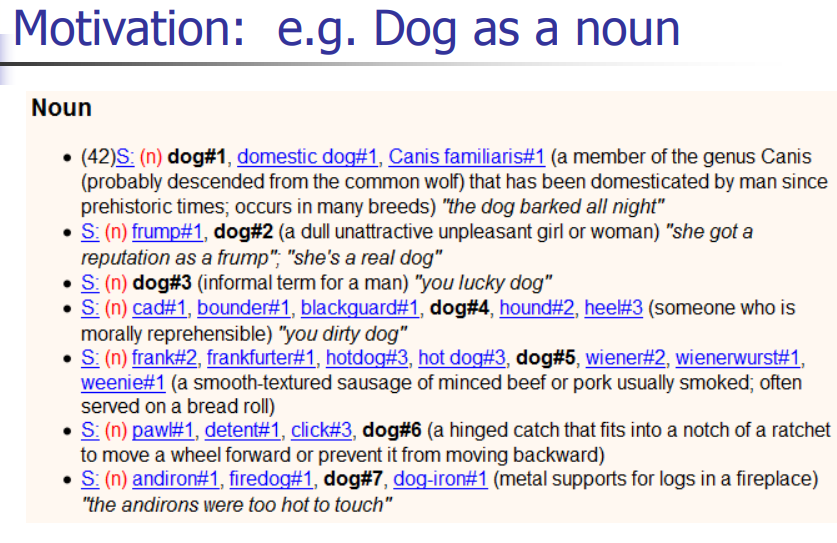 Motivation: e.g. Dog as a noun
Noun
• (42)S: (n) dog#1, domestic dog#1, Canis familiaris#1 (a member of the genus Canis
(probably descended from the common wolf) that has been domesticated by man since
prehistoric times; occurs in many breeds) "the dog barked all night"
• S: (n) frump#1, dog#2 (a dull unattractive unpleasant girl or woman) "she got a
reputation as a frump"; "she's a real dog"
• S: (n) dog#3 (informal term for a man) "you lucky dog"
• S: (n) cad#1, bounder#1, blackguard#1, dog#4, hound#2, heel#3 (someone who is
morally reprehensible) "you dirty dog"
• S: (n) frank#2, frankfurter#1, hotdog#3, hot dog#3, dog#5, wiener#2, wienerwurst#1,
weenie#1 (a smooth-textured sausage of minced beef or pork usually smoked; often
served on a bread roll)
• S: (n) pawl#1, detent#1, click#3, dog#6 (a hinged catch that fits into a notch of a ratchet
to move a wheel forward or prevent it from moving backward)
• S: (n) andiron#1, firedog#1, dog#7, dog-iron#1 (metal supports for logs in a fireplace)
"the andirons were too hot to touch"